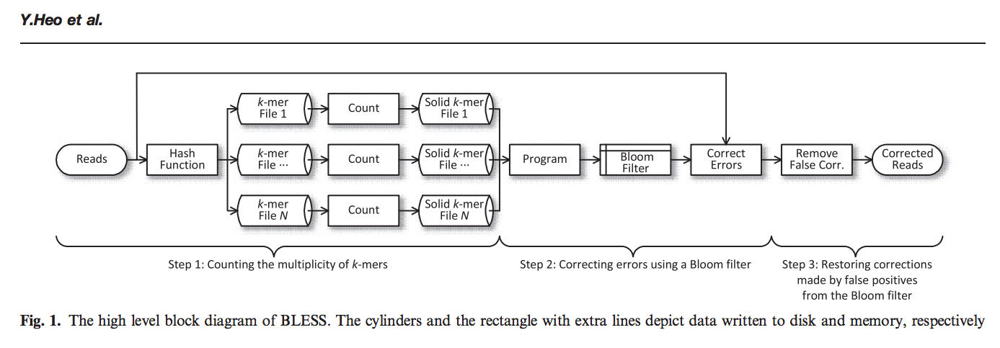 Y.Heo et al.
k-mer
File 1
Count
Solid k-mer
File 1
Reads
Hash
Function
k-mer
File ···
Count
Solid k-mer
File ···
Program
Bloom
Filter
Correct
Errors
Remove
False Corr.
Corrected
Reads
k-mer
File N
Count
Solid k-mer
File N
Step 1: Counting the multiplicity of k-mers
Step 2: Correcting errors using a Bloom filter
Step 3: Restoring corrections
made by false positives
from the Bloom filter
Fig. 1. The high level block diagram of BLESS. The cylinders and the rectangle with extra lines depict data written to disk and memory, respectively